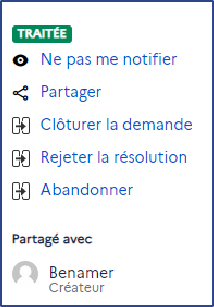 TRAITÉE
Ne pas me notifier
Partager
Clôturer la demande
Rejeter la résolution
Abandonner
Partagé avec
Benamer
Créateur